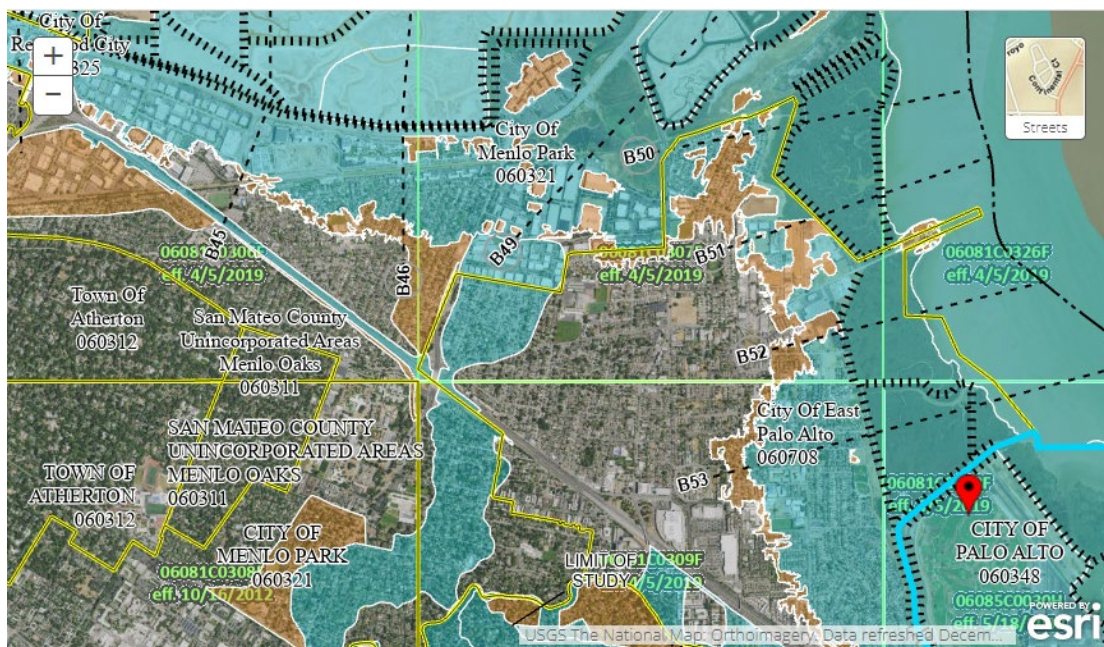 City Of
Redwood City
+
−
Streets
City Of
Menlo Park
060321
B50
B45
B46
B49
B51
06081C0306F
eff. 4/5/2019
eff. 4/5/2019
06081C0326F
eff. 4/5/2019
Town Of
Atherton
060312
San Mateo County
Unincorporated Areas
Menlo Oaks
060311
B52
SAN MATEO COUNTY
UNINCORPORATED AREAS
MENLO OAKS
060311
City Of East
Palo Alto
060708
TOWN OF
ATHERTON
060312
B53
CITY OF
MENLO PARK
060321
CITY OF
PALO ALTO
060348
LIMIT OF
STUDY
eff. 10/16/2012
POWERED BY
esri
USGS The National Map: Orthoimagery. Data refreshed Decem...